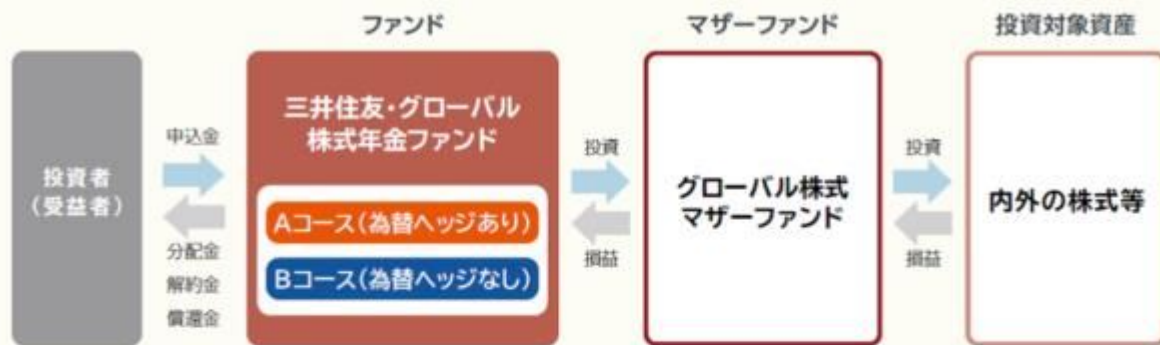 ファンド
マザーファンド
投資対象資産
投資者
（受益者）
申込金
分配金
解約金
償還金
三井住友・グローバル
株式年金ファンド
Aコース（為替ヘッジあり）
Bコース（為替ヘッジなし）
投資
損益
グローバル株式
マザーファンド
投資
損益
内外の株式等